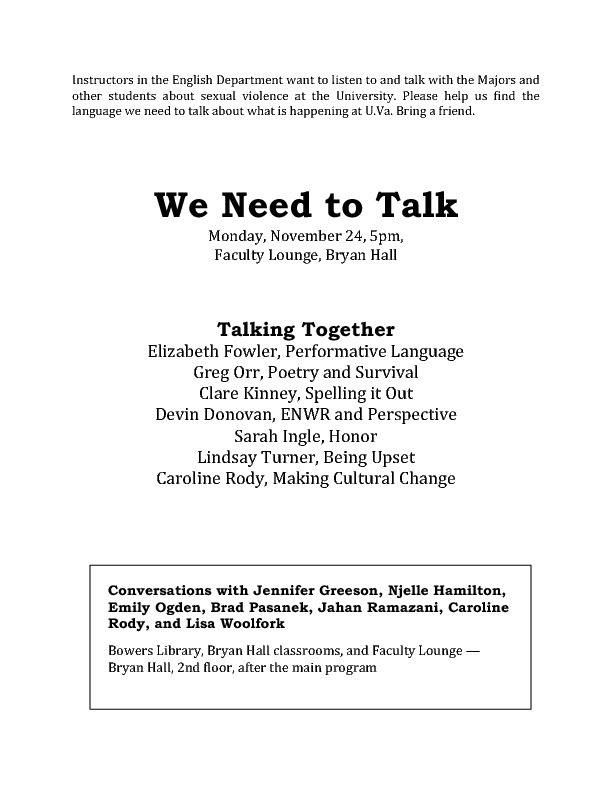 Instructors in the English Department want to listen to and talk with the Majors and
other students about sexual violence at the University. Please help us find the
language we need to talk about what is happening at U.Va. Bring a friend.
We Need to Talk
Monday, November 24, 5pm,
Faculty Lounge, Bryan Hall
Talking Together
Elizabeth Fowler, Performative Language
Greg Orr, Poetry and Survival
Clare Kinney, Spelling it Out
Devin Donovan, ENWR and Perspective
Sarah Ingle, Honor
Lindsay Turner, Being Upset
Caroline Rody, Making Cultural Change
Conversations with Jennifer Greeson, Njelle Hamilton,
Emily Ogden, Brad Pasanek, Jahan Ramazani, Caroline
Rody, and Lisa Woolfork
Bowers Library, Bryan Hall classrooms, and Faculty Lounge —
Bryan Hall, 2nd floor, after the main program